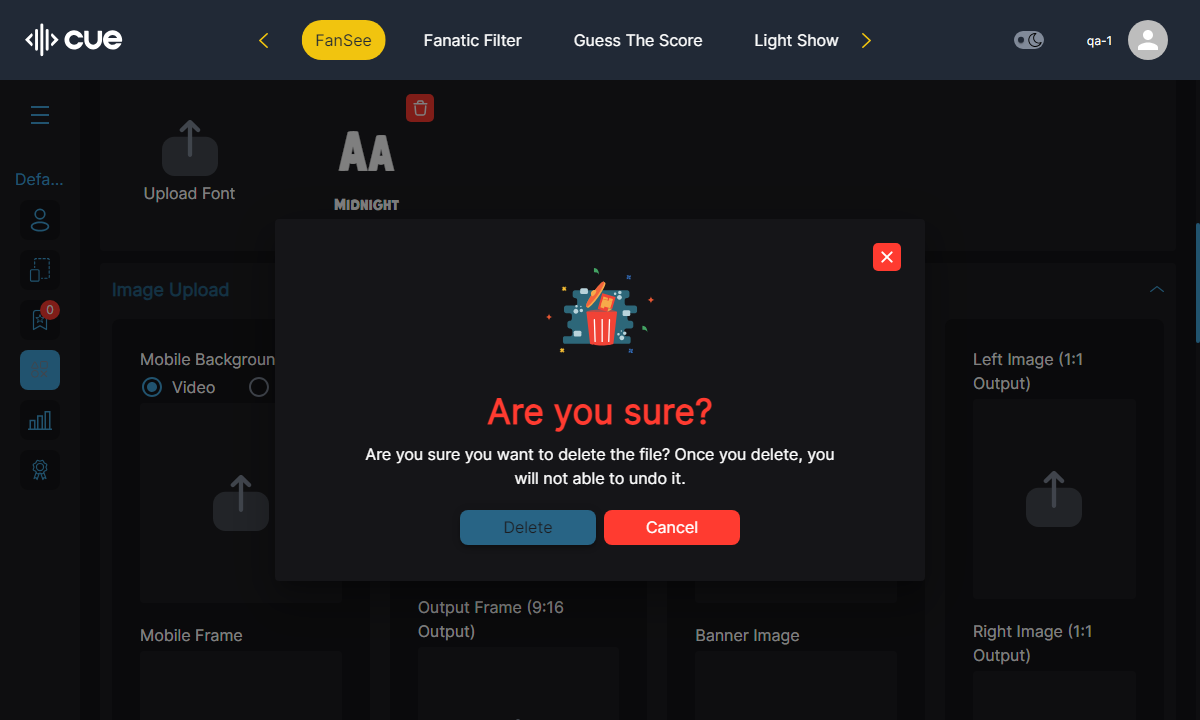 cue
FanSee
Fanatic Filter
Guess The Score
Light Show
qa-1
Defa...
0
Upload Font
AA
MIDNIGHT
Image Upload
Mobile Backgroun
Video
Left Image (1:1
Output)
Are you sure?
Are you sure you want to delete the file? Once you delete, you
will not able to undo it.
Delete
Cancel
Mobile Frame
Output Frame (9:16
Output)
Banner Image
Right Image (1:1
Output)